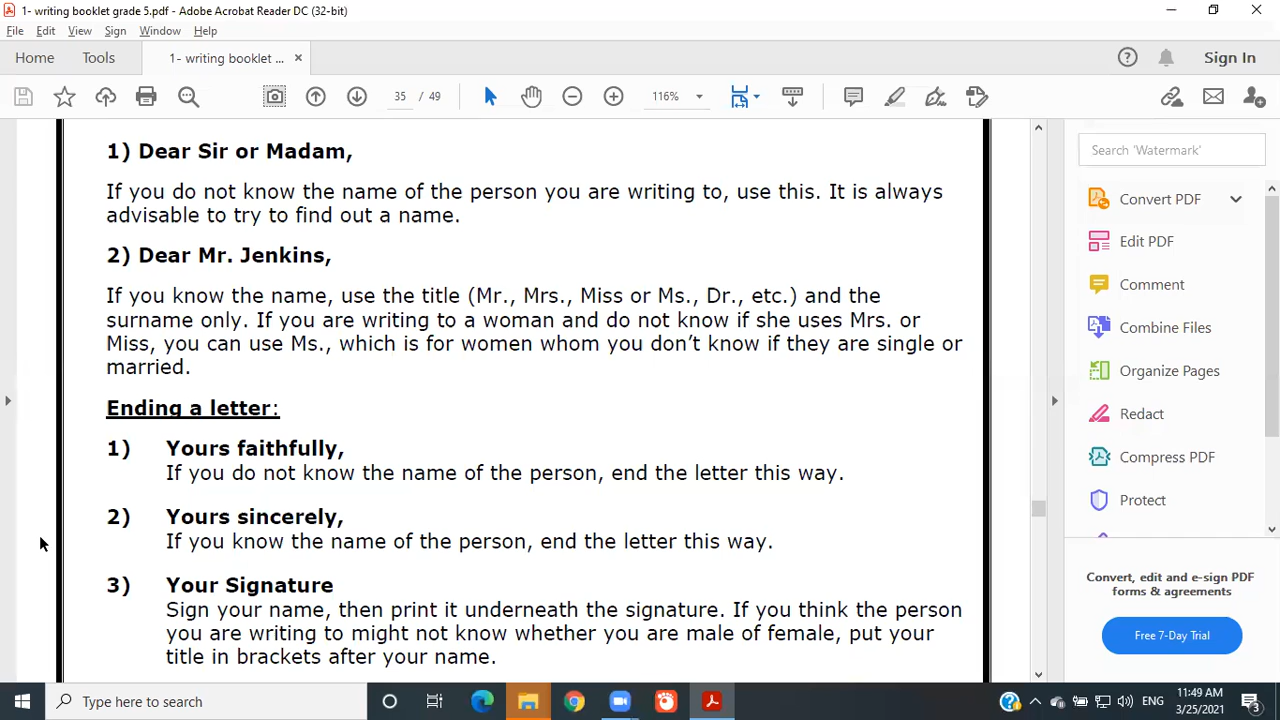 1- writing booklet grade 5.pdf - Adobe Acrobat Reader DC (32-bit)
File Edit View Sign Window Help
Home Tools 1- writing booklet ... Sign In
35 / 49 116%
1) Dear Sir or Madam,
If you do not know the name of the person you are writing to, use this. It is always
advisable to try to find out a name.
2) Dear Mr. Jenkins,
If you know the name, use the title (Mr., Mrs., Miss or Ms., Dr., etc.) and the
surname only. If you are writing to a woman and do not know if she uses Mrs. or
Miss, you can use Ms., which is for women whom you don't know if they are single or
married.
Ending a letter:
1) Yours faithfully,
If you do not know the name of the person, end the letter this way.
2) Yours sincerely,
If you know the name of the person, end the letter this way.
3) Your Signature
Sign your name, then print it underneath the signature. If you think the person
you are writing to might not know whether you are male of female, put your
title in brackets after your name.
Search 'Watermark'
Convert PDF
Edit PDF
Comment
Combine Files
Organize Pages
Redact
Compress PDF
Protect
Convert, edit and e-sign PDF
forms & agreements
Free 7-Day Trial
Type here to search
ENG
11:49 AM
3/25/2021
3